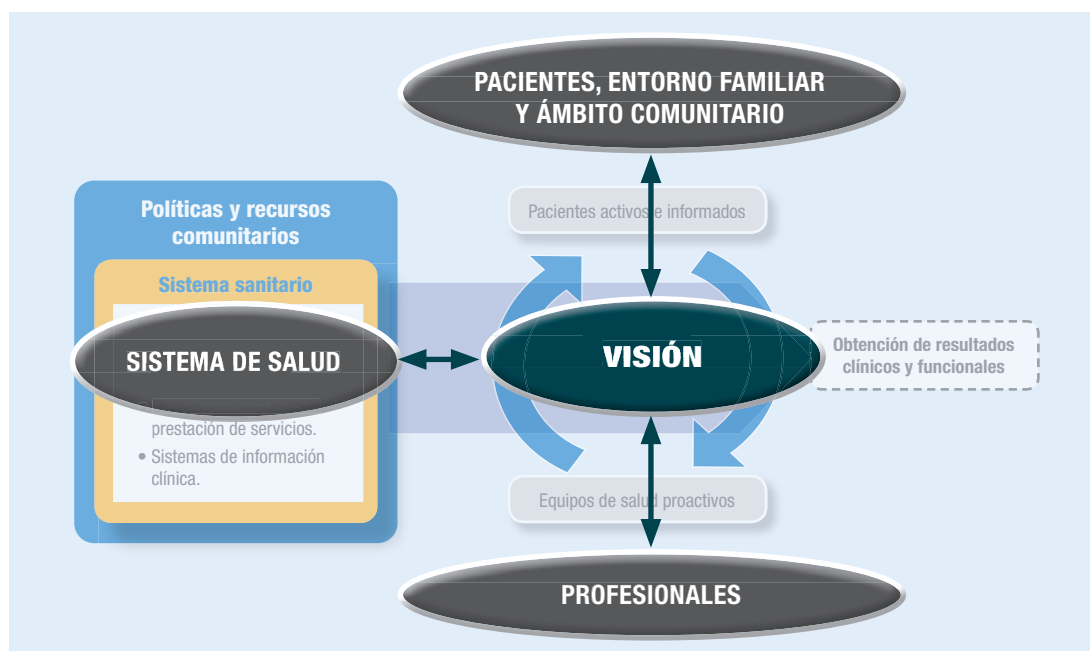 PACIENTES, ENTORNO FAMILIAR
Y ÁMBITO COMUNITARIO
Pacientes activos e informados
Políticas y recursos
comunitarios
Sistema sanitario
SISTEMA DE SALUD
prestación de servicios.
• Sistemas de información
clínica.
VISIÓN
Obtención de resultados
clínicos y funcionales
Equipos de salud proactivos
PROFESIONALES